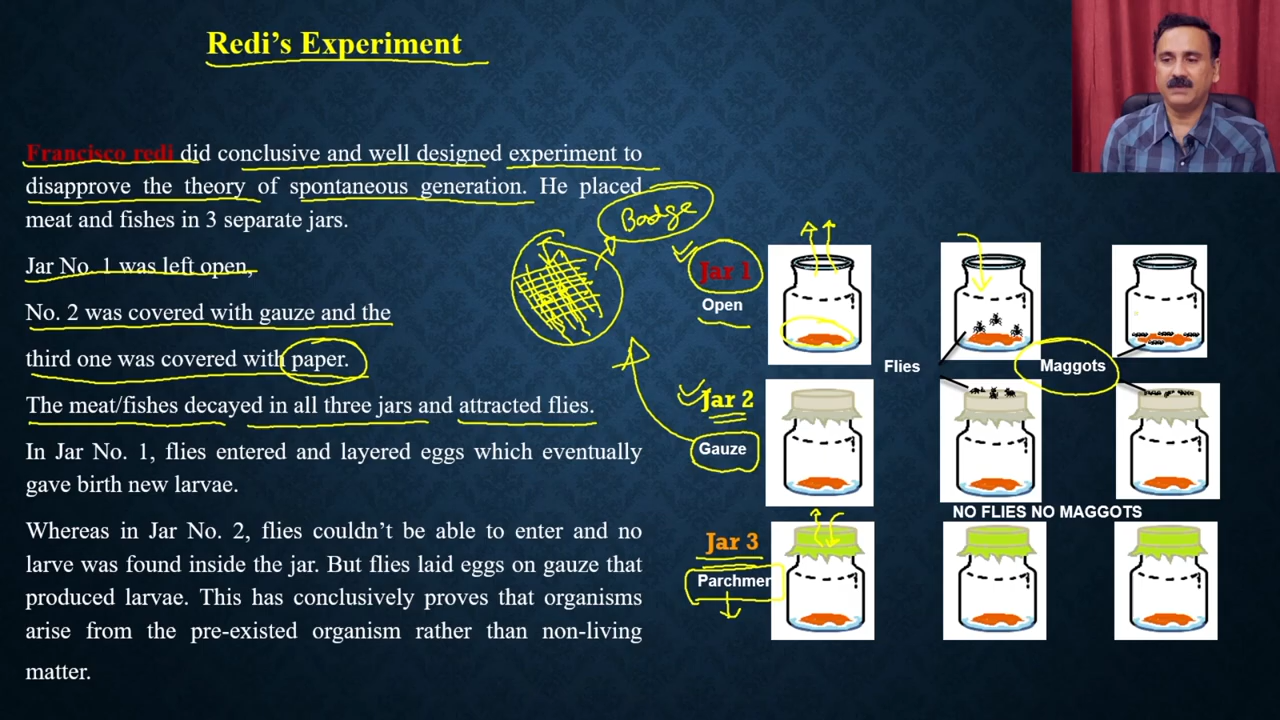 Redi's Experiment
Francisco redi did conclusive and well designed experiment to
disapprove the theory of spontaneous generation. He placed
meat and fishes in 3 separate jars.
Jar No. 1 was left open,
No. 2 was covered with gauze and the
third one was covered with paper.
The meat/fishes decayed in all three jars and attracted flies.
In Jar No. 1, flies entered and layered eggs which eventually
gave birth new larvae.
Whereas in Jar No. 2, flies couldn't be able to enter and no
larve was found inside the jar. But flies laid eggs on gauze that
produced larvae. This has conclusively proves that organisms
arise from the pre-existed organism rather than non-living
matter.
Jar 1
Open
Flies
Maggots
Jar 2
Gauze
NO FLIES NO MAGGOTS
Jar 3
Parchmer